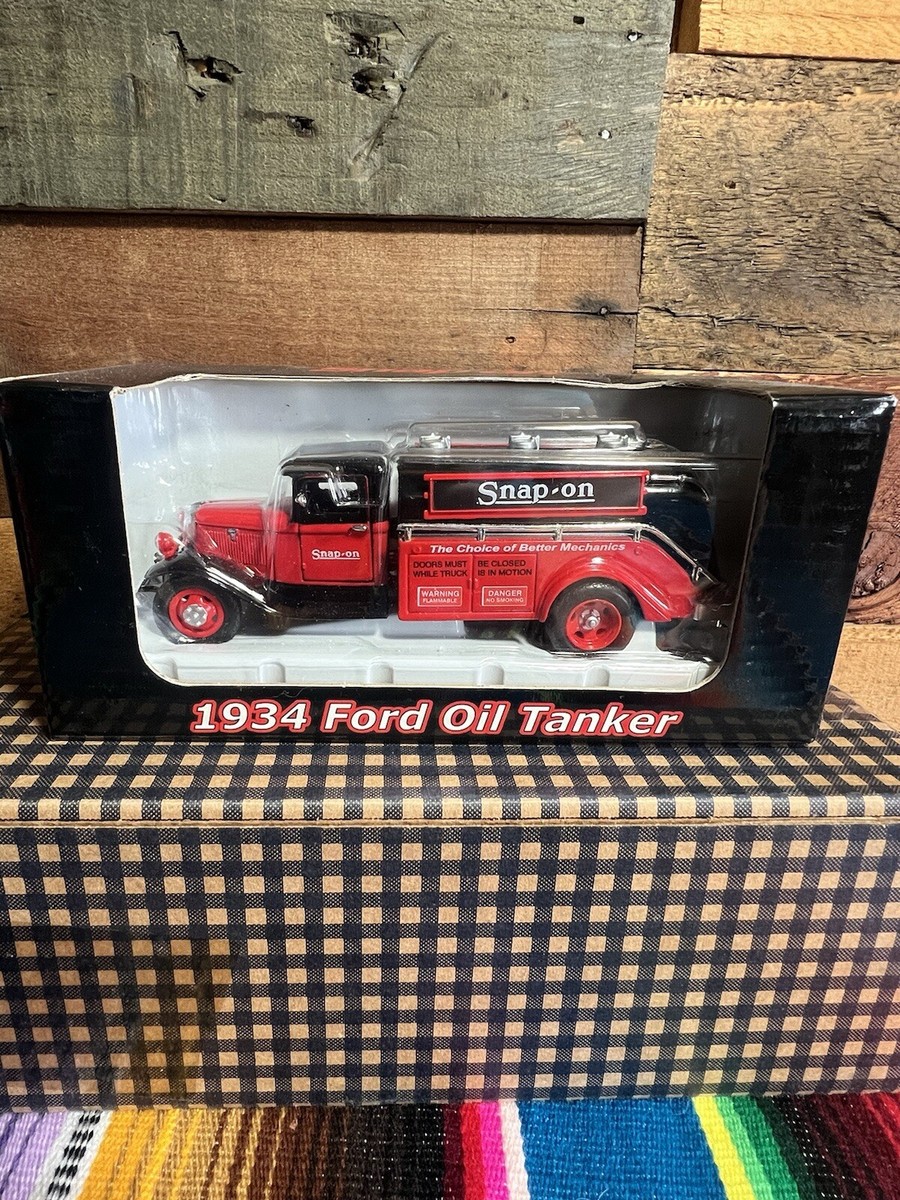 Snap-on
Snap-on
The Choice of Better Mechanics
DOORS MUST BE CLOSED
WHILE TRUCK IS IN MOTION
WARNING
FLAMMABLE
DANGER
NO SMOKING
1934 Ford Oil Tanker